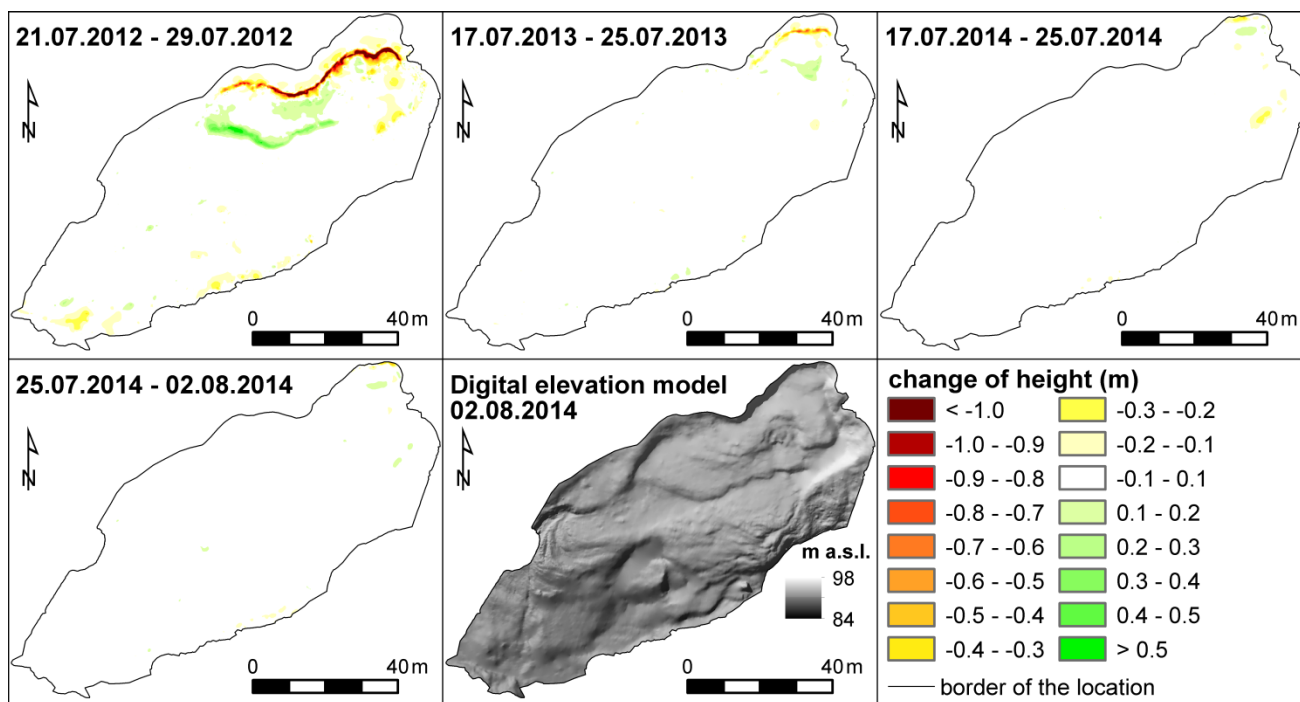 21.07.2012 - 29.07.2012
N
0 40 m
17.07.2013 - 25.07.2013
N
0 40 m
17.07.2014 - 25.07.2014
N
0 40 m
25.07.2014 - 02.08.2014
N
0 40 m
Digital elevation model
02.08.2014
N
m a.s.l.
98
84
0 40 m
change of height (m)
< -1.0
-1.0 - -0.9
-0.9 - -0.8
-0.8 - -0.7
-0.7 - -0.6
-0.6 - -0.5
-0.5 - -0.4
-0.4 - -0.3
-0.3 - -0.2
-0.2 - -0.1
-0.1 - 0.1
0.1 - 0.2
0.2 - 0.3
0.3 - 0.4
0.4 - 0.5
> 0.5
border of the location